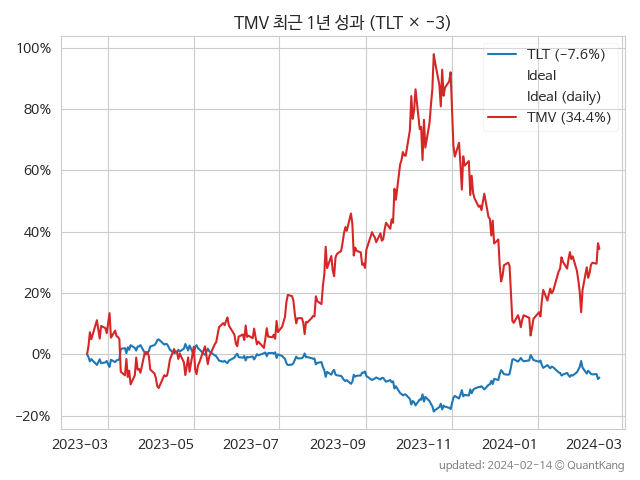 TMV 최근 1년 성과 (TLT × −3)
100%
80%
60%
40%
20%
0%
−20%
TLT (−7.6%)
Ideal
Ideal (daily)
TMV (34.4%)
2023−03 2023−05 2023−07 2023−09 2023−11 2024−01 2024−03
updated: 2024−02−14 © QuantKang